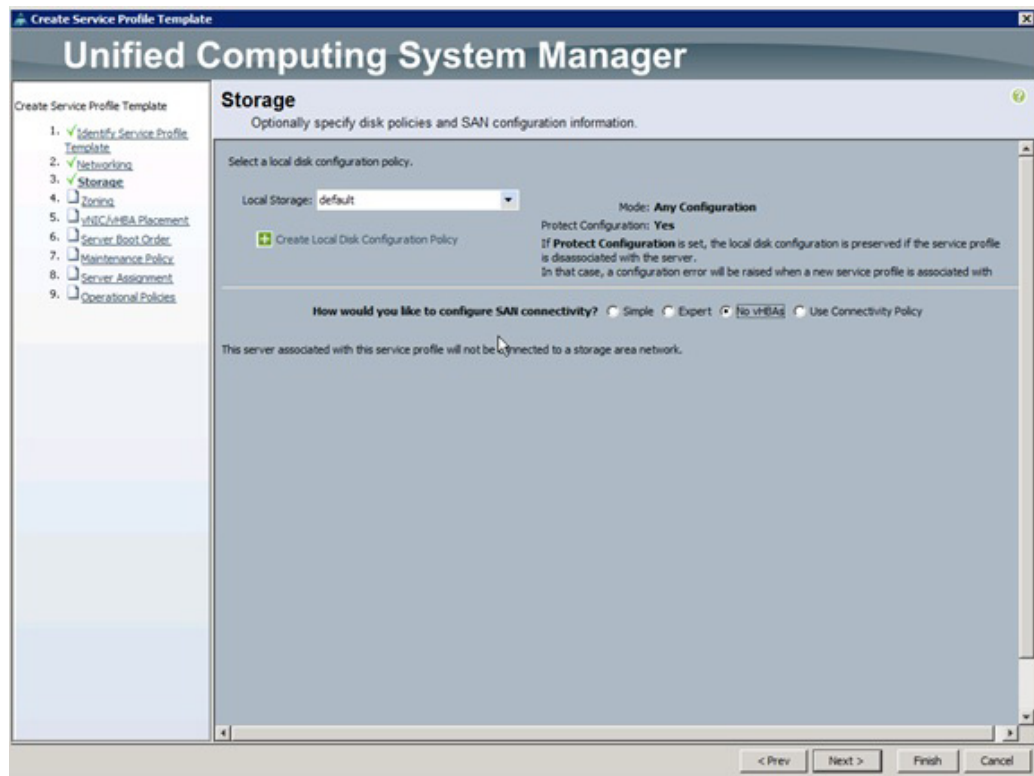 Create Service Profile Template
Unified Computing System Manager
Create Service Profile Template
1. Identify Service Profile
Template
2. Networking
3. Storage
4. Zoning
5. vNIC/vHBA Placement
6. Server Boot Order
7. Maintenance Policy
8. Server Assignment
9. Operational Policies
Storage
Optionally specify disk policies and SAN configuration information.
Select a local disk configuration policy.
Local Storage: default
Create Local Disk Configuration Policy
Mode: Any Configuration
Protect Configuration: Yes
If Protect Configuration is set, the local disk configuration is preserved if the service profile
is disassociated with the server.
In that case, a configuration error will be raised when a new service profile is associated with
How would you like to configure SAN connectivity? Simple Expert No vHBAs Use Connectivity Policy
This server associated with this service profile will not be connected to a storage area network.
< Prev Next > Finish Cancel